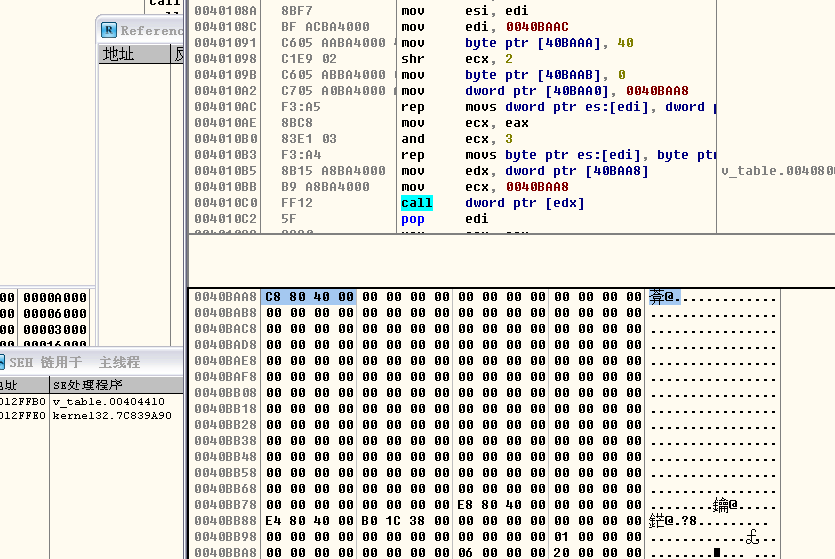 call
R Reference
地址
0040108A 8BF7 mov esi, edi
0040108C BF ACBA4000 mov edi, 0040BAAC
00401091 C605 AABA4000 mov byte ptr [40BAAA], 40
00401098 C1E9 02 shr ecx, 2
0040109B C605 ABBA4000 mov byte ptr [40BAAB], 0
004010A2 C705 A0BA4000 mov dword ptr [40BAA0], 0040BAA8
004010AC F3:A5 rep movs dword ptr es:[edi], dword p
004010AE 8BC8 mov ecx, eax
004010B0 83E1 03 and ecx, 3
004010B3 F3:A4 rep movs byte ptr es:[edi], byte pt
004010B5 8B15 A8BA4000 mov edx, dword ptr [40BAA8] v_table.004080
004010BB B9 A8BA4000 mov ecx, 0040BAA8
004010C0 FF12 call dword ptr [edx]
004010C2 5F pop edi
00 0000A000
00 00006000
00 00003000
00 00016000
SEH 链用于 主线程
地址 SE处理程序
012FFB0 v_table.00404410
012FFE0 kernel32.7C839A90
0040BAA8 C8 80 40 00 00 00 00 00 00 00 00 00 00 00 00 00 @.............
0040BAB8 00 00 00 00 00 00 00 00 00 00 00 00 00 00 00 00 ................
0040BAC8 00 00 00 00 00 00 00 00 00 00 00 00 00 00 00 00 ................
0040BAD8 00 00 00 00 00 00 00 00 00 00 00 00 00 00 00 00 ................
0040BAE8 00 00 00 00 00 00 00 00 00 00 00 00 00 00 00 00 ................
0040BAF8 00 00 00 00 00 00 00 00 00 00 00 00 00 00 00 00 ................
0040BB08 00 00 00 00 00 00 00 00 00 00 00 00 00 00 00 00 ................
0040BB18 00 00 00 00 00 00 00 00 00 00 00 00 00 00 00 00 ................
0040BB28 00 00 00 00 00 00 00 00 00 00 00 00 00 00 00 00 ................
0040BB38 00 00 00 00 00 00 00 00 00 00 00 00 00 00 00 00 ................
0040BB48 00 00 00 00 00 00 00 00 00 00 00 00 00 00 00 00 ................
0040BB58 00 00 00 00 00 00 00 00 00 00 00 00 00 00 00 00 ................
0040BB68 00 00 00 00 00 00 00 00 00 00 00 00 00 00 00 00 ................
0040BB78 00 00 00 00 00 00 00 00 E8 80 40 00 00 00 00 00 ........@.....
0040BB88 E4 80 40 00 B0 1C 38 00 00 00 00 00 00 00 00 00 @.?8.........
0040BB98 00 00 00 00 00 00 00 00 00 00 00 00 01 00 00 00
0040BBA8 00 00 00 00 00 00 00 00 06 00 00 00 20 00 00 00